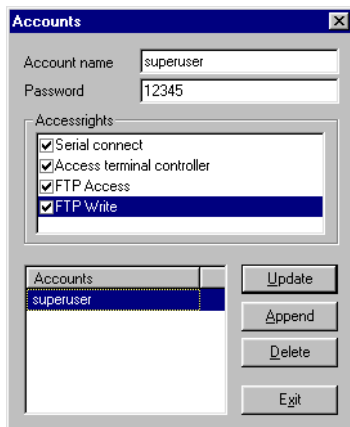 Accounts
Account name superuser
Password 12345
Accessrights
Serial connect
Access terminal controller
FTP Access
FTP Write
Accounts
superuser
Update
Append
Delete
Exit